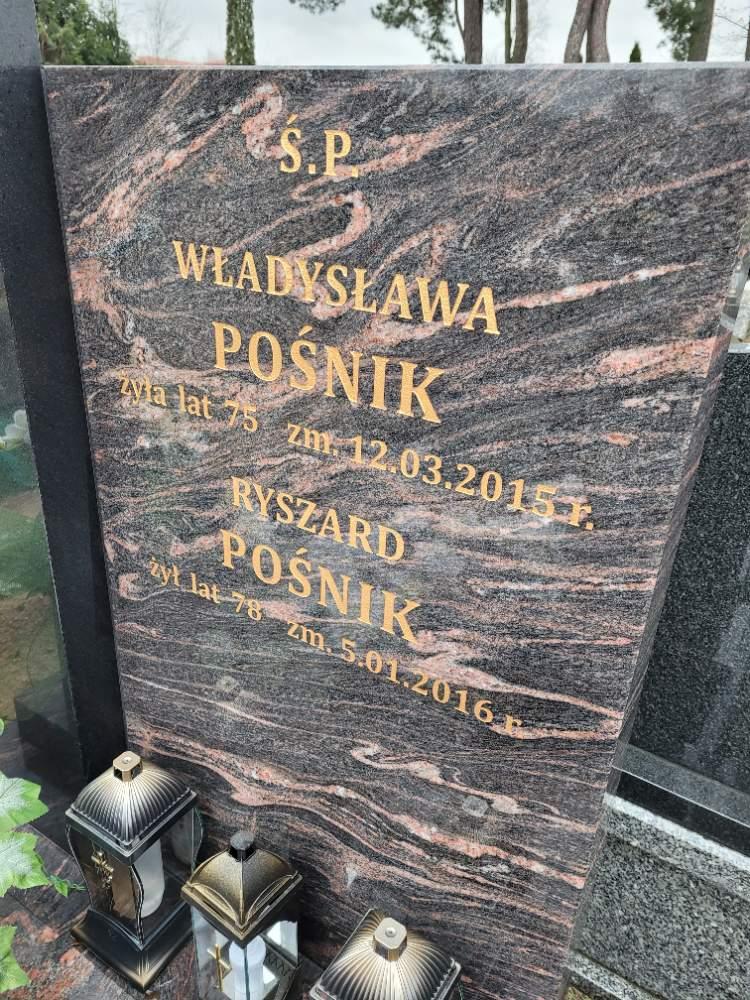 Ś.P.
WŁADYSŁAWA
POŚNIK
żyła lat 75 zm. 12.03.2015 r.
RYSZARD
POŚNIK
żył lat 78 zm. 5.01.2016 r.